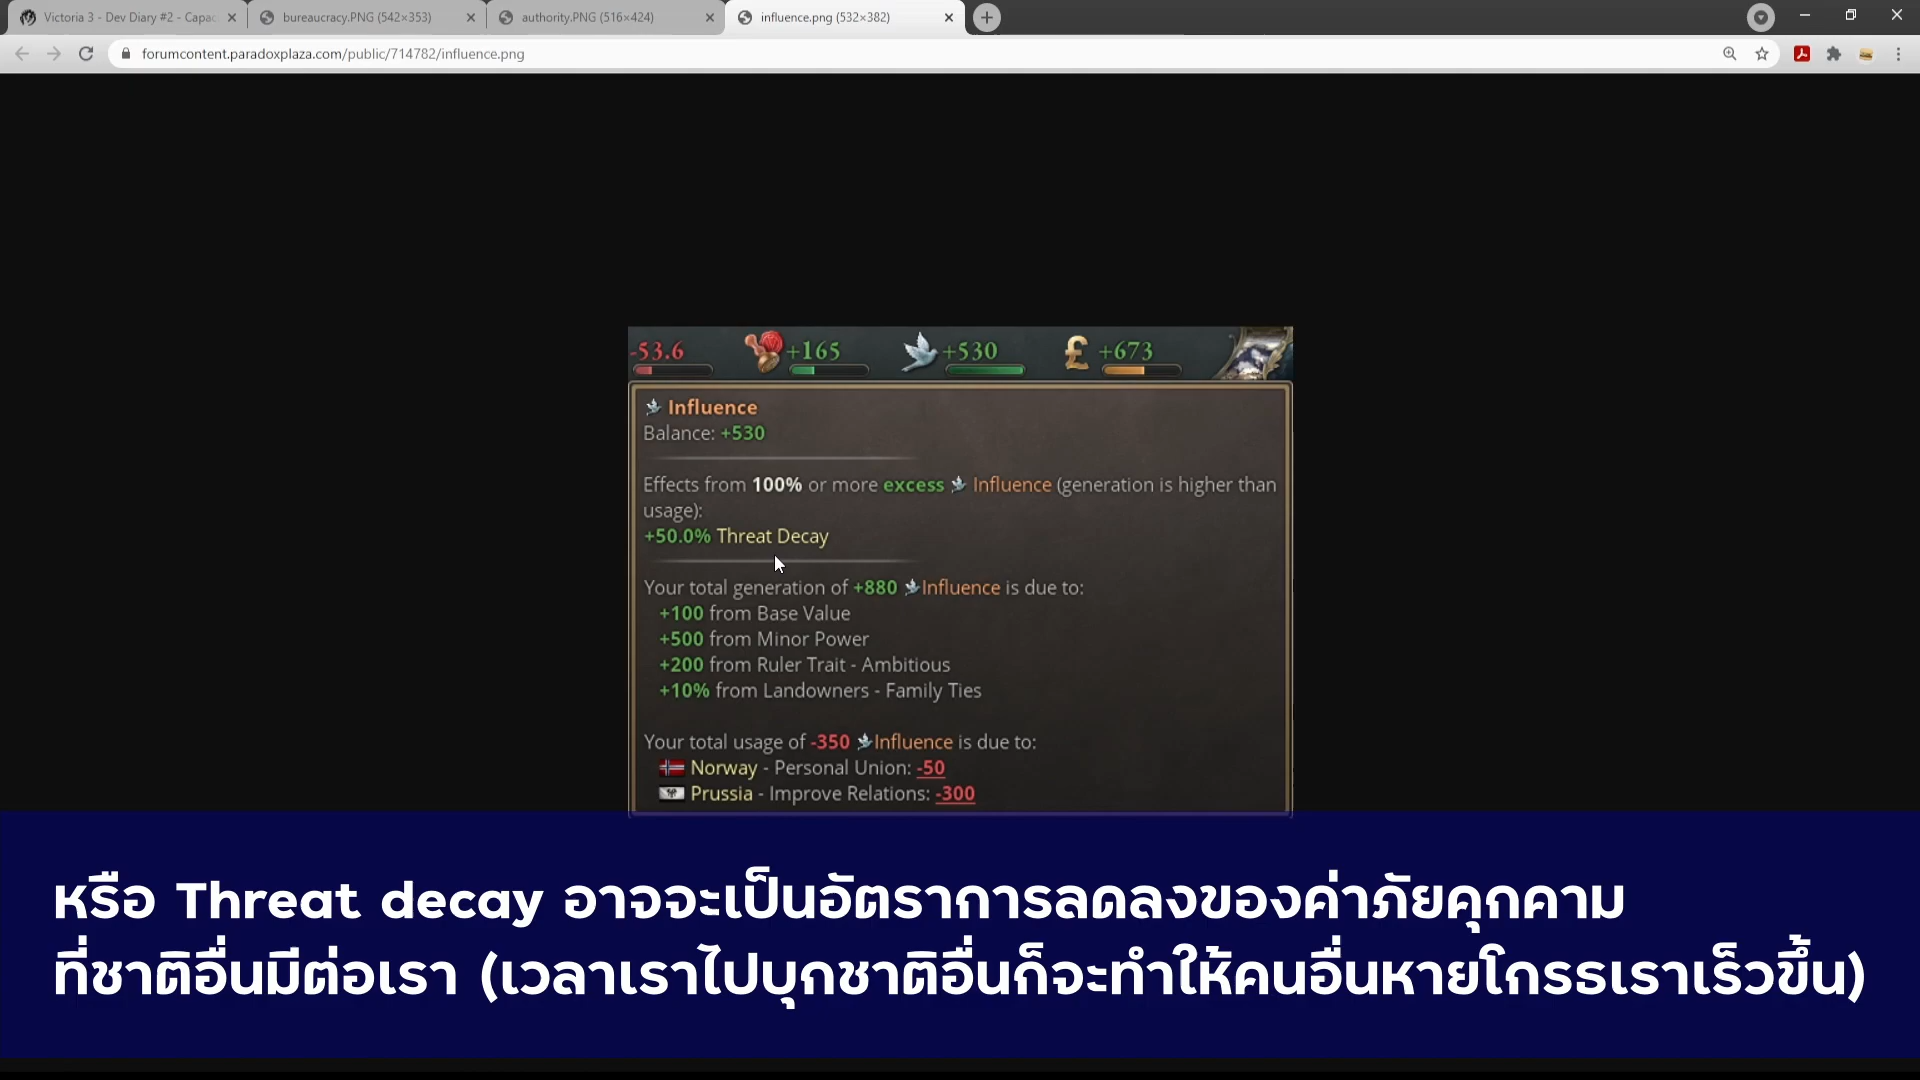 Victoria 3 - Dev Diary #2 - Capac
bureaucracy.PNG (542×353)
authority.PNG (516×424)
influence.png (532×382)
forumcontent.paradoxplaza.com/public/714782/influence.png
-53.6 +165 +530 £ +673
Influence
Balance: +530
Effects from 100% or more excess Influence (generation is higher than
usage):
+50.0% Threat Decay
Your total generation of +880 Influence is due to:
+100 from Base Value
+500 from Minor Power
+200 from Ruler Trait - Ambitious
+10% from Landowners - Family Ties
Your total usage of -350 Influence is due to:
Norway - Personal Union: -50
Prussia - Improve Relations: -300
หรือ Threat decay อาจจะเป็นอัตราการลดลงของค่าภัยคุกคาม
ที่ชาติอื่นมีต่อเรา (เวลาเราไปบุกชาติอื่นก็จะทำให้คนอื่นหายโกรธเราเร็วขึ้น)